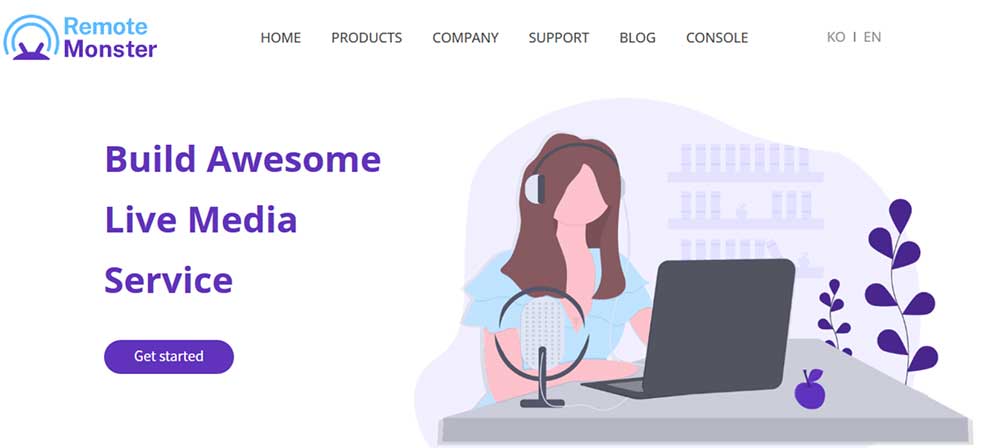 Remote
Monster
HOME PRODUCTS COMPANY SUPPORT BLOG CONSOLE KO I EN
Build Awesome
Live Media
Service
Get started